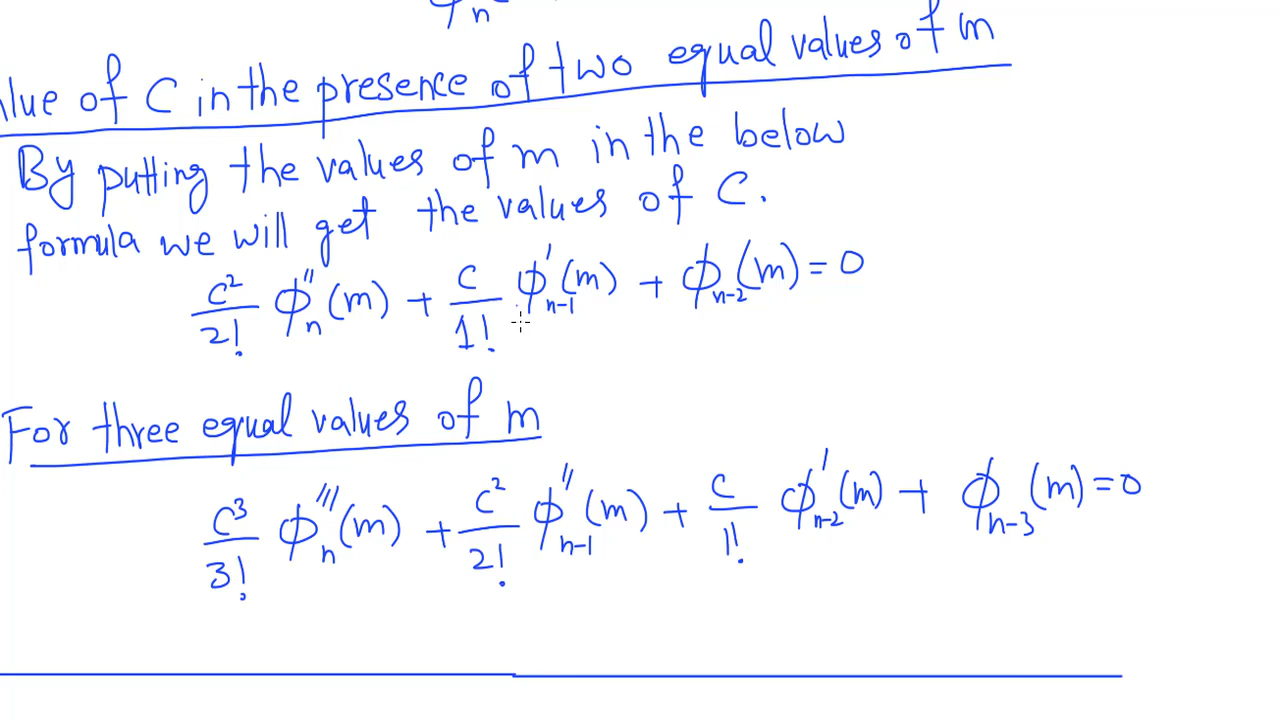 ϕₙ
alue of C in the presence of two equal values of m
By putting the values of m in the below
formula we will get the values of C.
c²/2! ϕ''ₙ(m) + c/1! ϕ'ₙ₋₁(m) + ϕₙ₋₂(m) = 0
For three equal values of m
c³/3! ϕ'''ₙ(m) + c²/2! ϕ''ₙ₋₁(m) + c/1! ϕ'ₙ₋₂(m) + ϕₙ₋₃(m) = 0